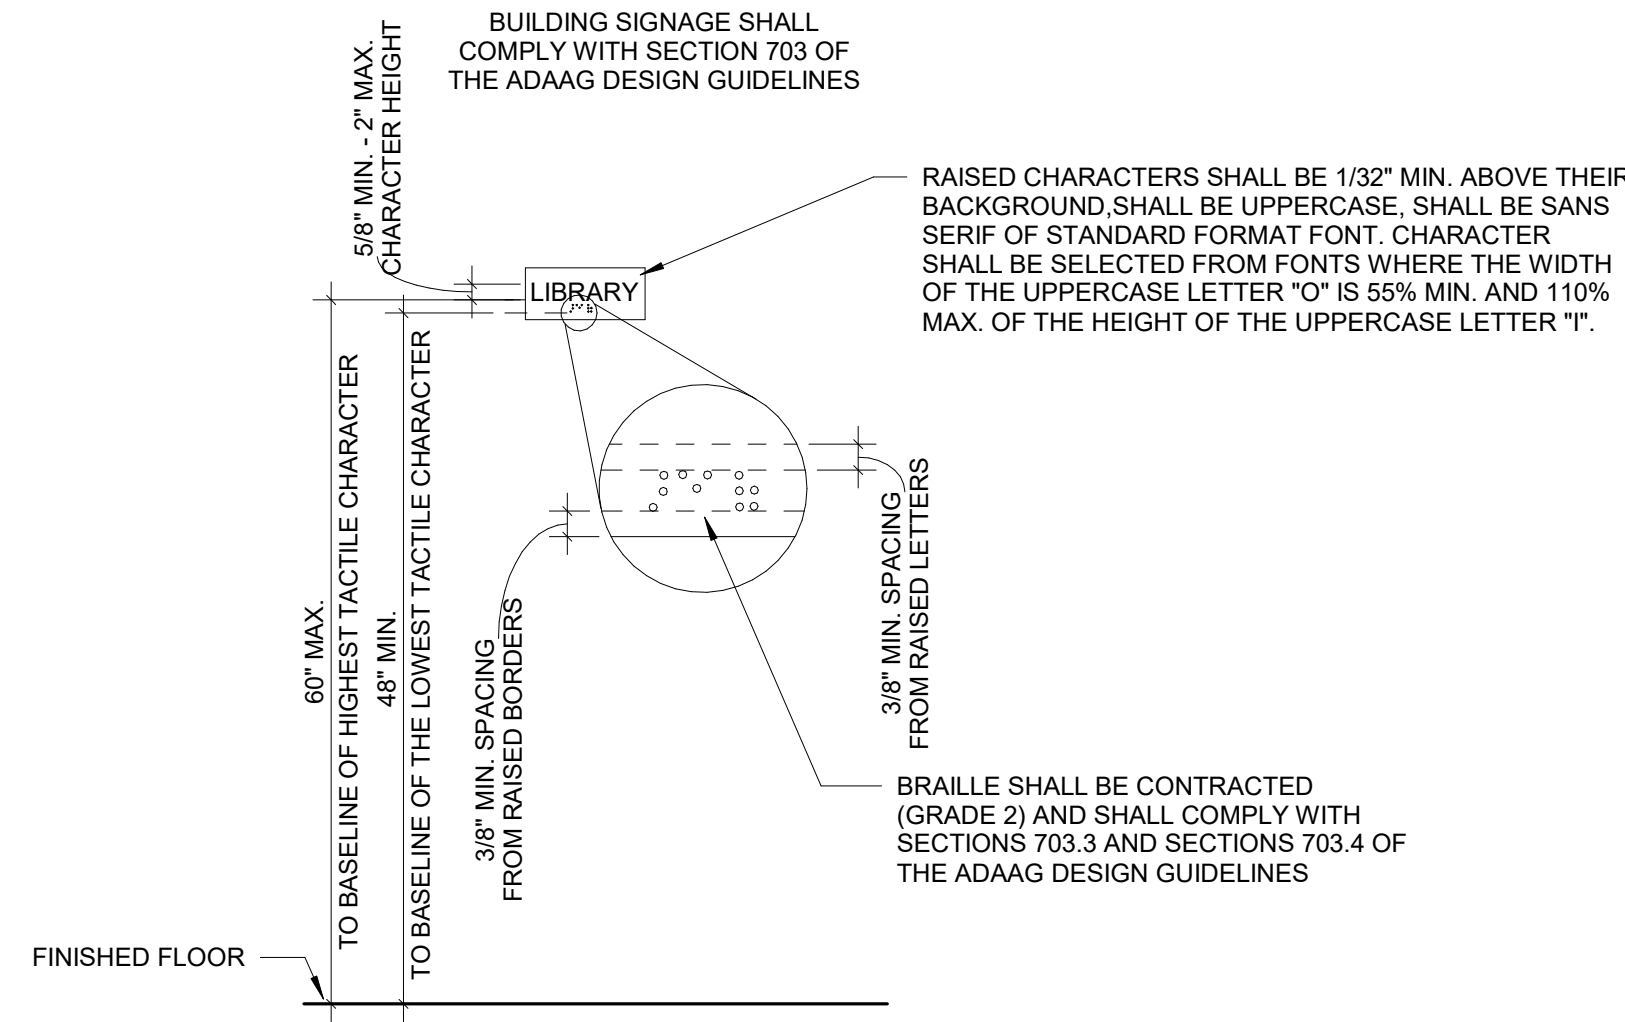 BUILDING SIGNAGE SHALL
COMPLY WITH SECTION 703 OF
THE ADAAG DESIGN GUIDELINES
5/8" MIN. - 2" MAX.
CHARACTER HEIGHT
RAISED CHARACTERS SHALL BE 1/32" MIN. ABOVE THEIR
BACKGROUND,SHALL BE UPPERCASE, SHALL BE SANS
SERIF OF STANDARD FORMAT FONT. CHARACTER
SHALL BE SELECTED FROM FONTS WHERE THE WIDTH
OF THE UPPERCASE LETTER "O" IS 55% MIN. AND 110%
MAX. OF THE HEIGHT OF THE UPPERCASE LETTER "I".
LIBRARY
60" MAX.
TO BASELINE OF HIGHEST TACTILE CHARACTER
48" MIN.
TO BASELINE OF THE LOWEST TACTILE CHARACTER
3/8" MIN. SPACING
FROM RAISED BORDERS
3/8" MIN. SPACING
FROM RAISED LETTERS
BRAILLE SHALL BE CONTRACTED
(GRADE 2) AND SHALL COMPLY WITH
SECTIONS 703.3 AND SECTIONS 703.4 OF
THE ADAAG DESIGN GUIDELINES
FINISHED FLOOR